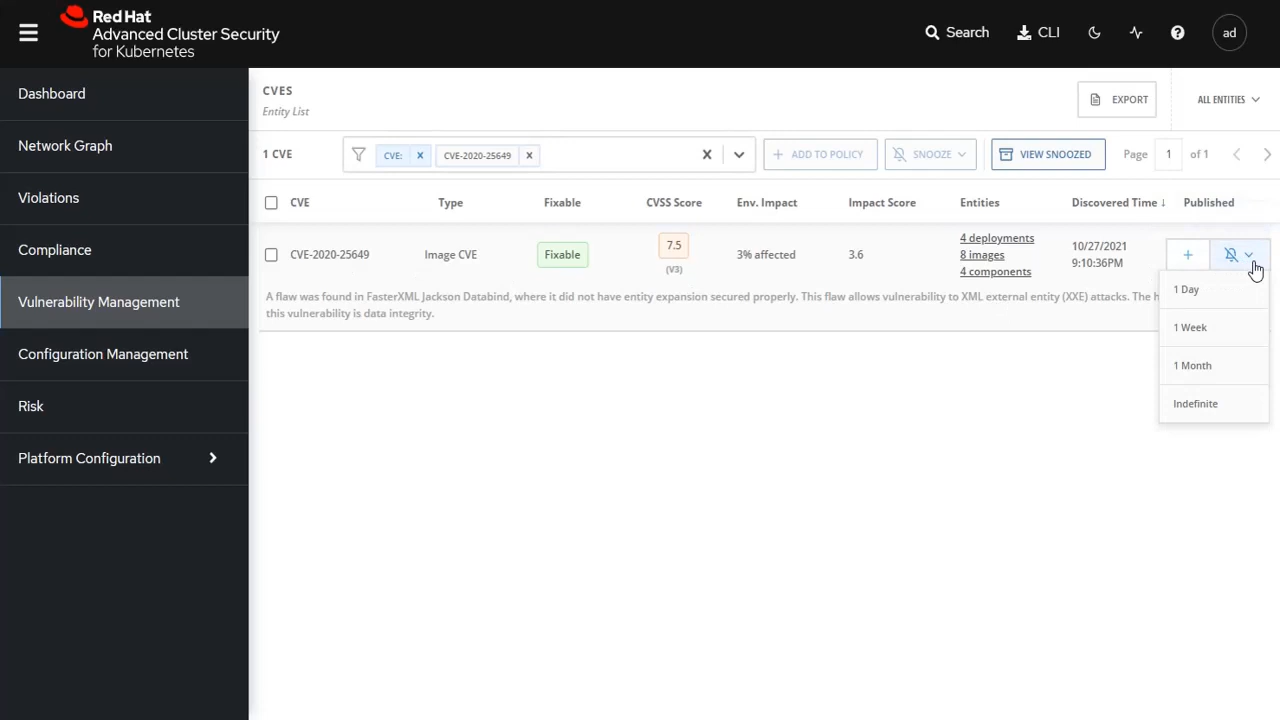 Red Hat
Advanced Cluster Security
for Kubernetes
Search
CLI
ad
Dashboard
Network Graph
Violations
Compliance
Vulnerability Management
Configuration Management
Risk
Platform Configuration
CVES
Entity List
EXPORT
ALL ENTITIES
1 CVE
CVE:
CVE-2020-25649
ADD TO POLICY
SNOOZE
VIEW SNOOZED
Page 1 of 1
CVE Type Fixable CVSS Score Env. Impact Impact Score Entities Discovered Time ↓ Published
CVE-2020-25649 Image CVE Fixable 7.5 (V3) 3% affected 3.6
4 deployments
8 images
4 components
10/27/2021
9:10:36PM
A flaw was found in FasterXML Jackson Databind, where it did not have entity expansion secured properly. This flaw allows vulnerability to XML external entity (XXE) attacks. The h
this vulnerability is data integrity.
1 Day
1 Week
1 Month
Indefinite